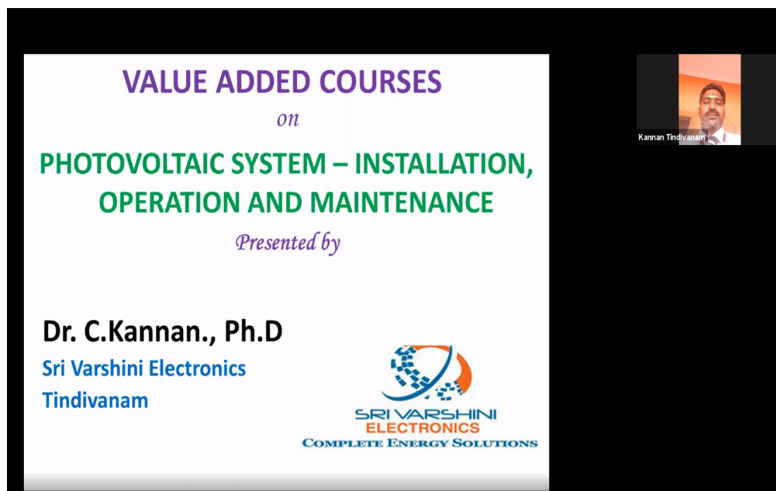 VALUE ADDED COURSES
on
PHOTOVOLTAIC SYSTEM – INSTALLATION,
OPERATION AND MAINTENANCE
Presented by
Dr. C.Kannan., Ph.D
Sri Varshini Electronics
Tindivanam
SRI VARSHINI
ELECTRONICS
COMPLETE ENERGY SOLUTIONS
Kannan Tindivanam